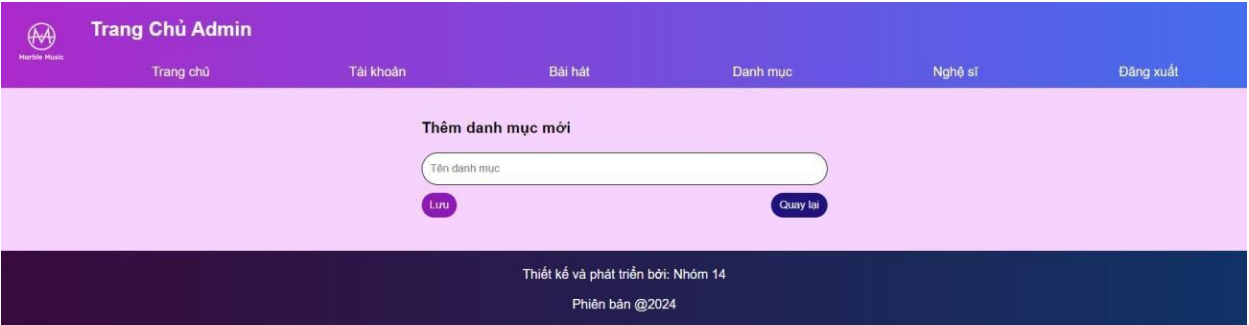 Marble Music
Trang Chủ Admin
Trang chủ Tài khoản Bài hát Danh mục Nghệ sĩ Đăng xuất
Thêm danh mục mới
Tên danh mục
Lưu Quay lại
Thiết kế và phát triển bởi: Nhóm 14
Phiên bản @2024